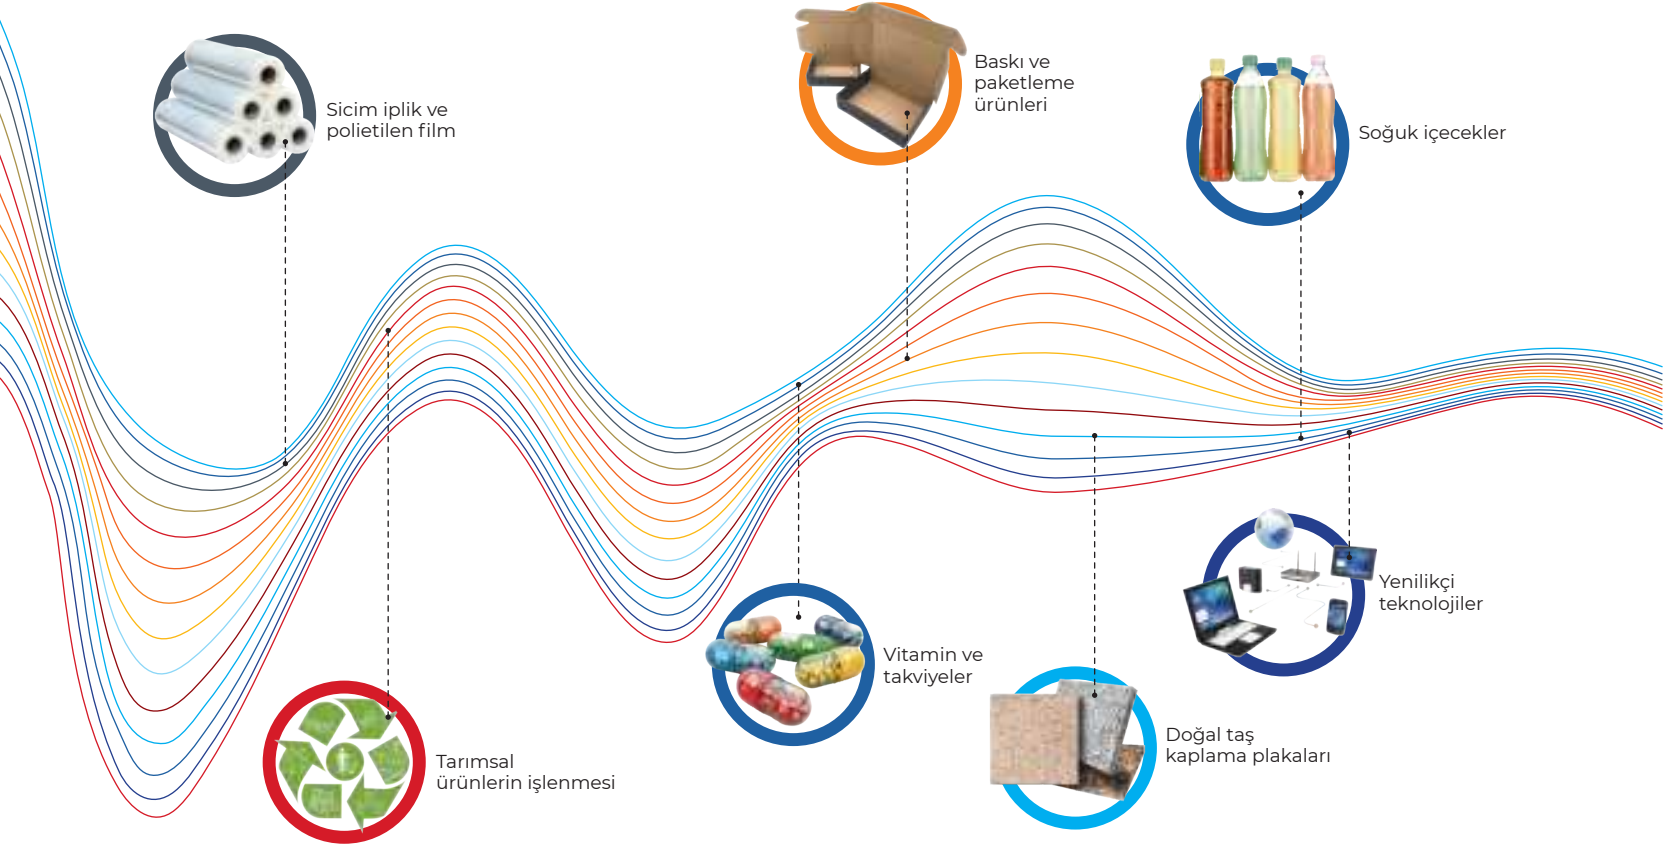 Sicim iplik ve
polietilen film
Baskı ve
paketleme
ürünleri
Soğuk içecekler
Yenilikçi
teknolojiler
Vitamin ve
takviyeler
Doğal taş
kaplama plakaları
Tarımsal
ürünlerin işlenmesi